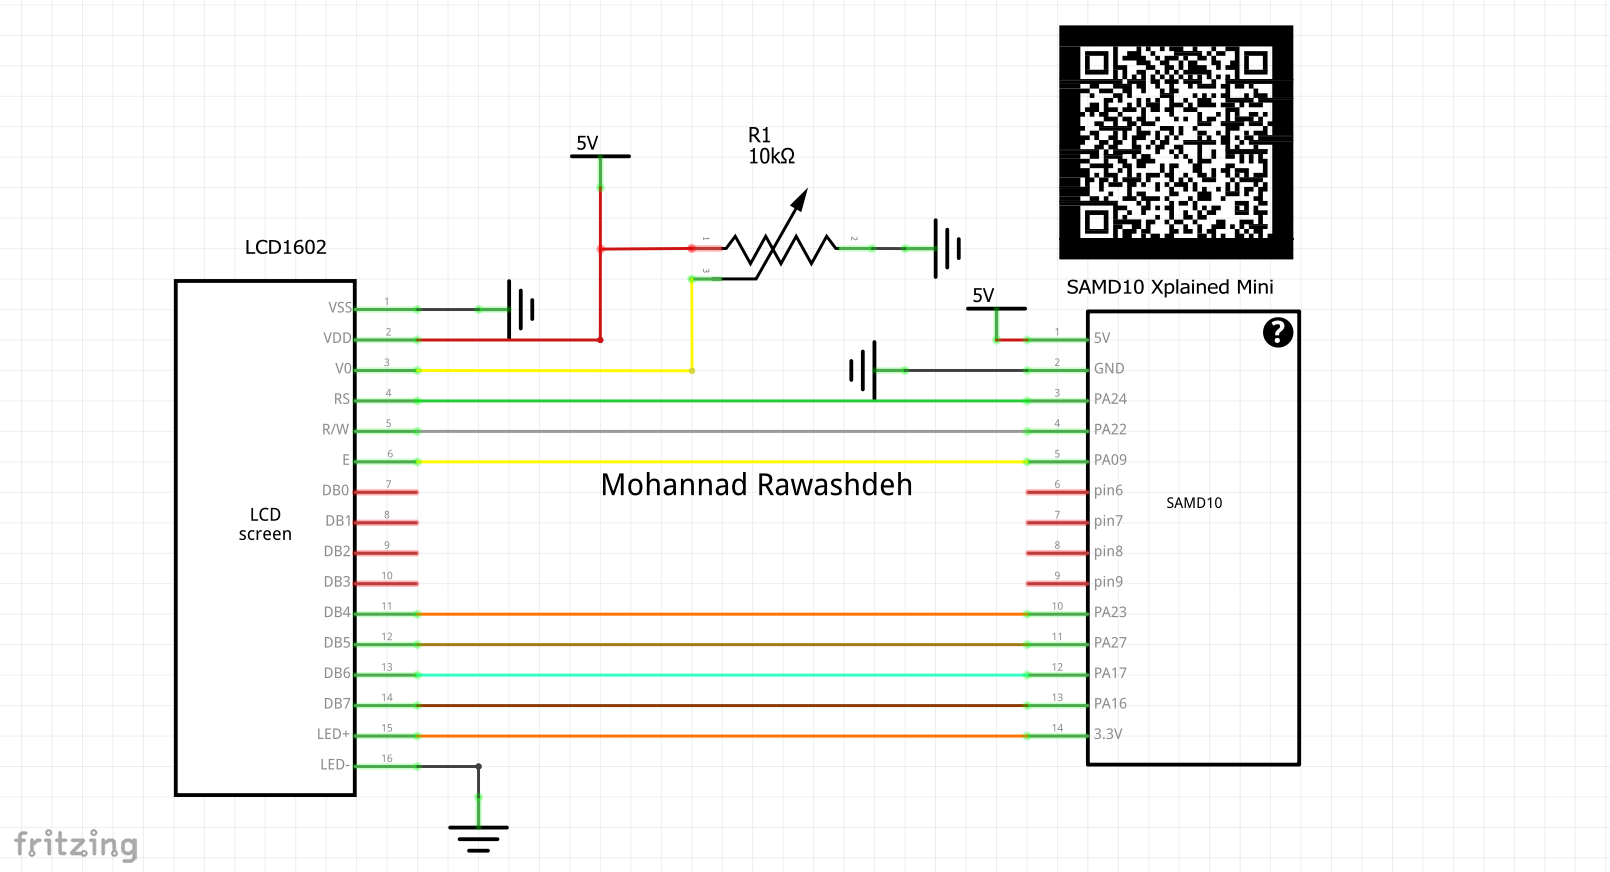 5V
R1
10kΩ
1
2
3
LCD1602
SAMD10 Xplained Mini
5V
VSS 1
VDD 2
V0 3
RS 4
R/W 5
E 6
DB0 7
DB1 8
DB2 9
DB3 10
DB4 11
DB5 12
DB6 13
DB7 14
LED+ 15
LED- 16
LCD
screen
Mohannad Rawashdeh
?
1 5V
2 GND
3 PA24
4 PA22
5 PA09
6 pin6
7 pin7
8 pin8
9 pin9
10 PA23
11 PA27
12 PA17
13 PA16
14 3.3V
SAMD10
fritzing